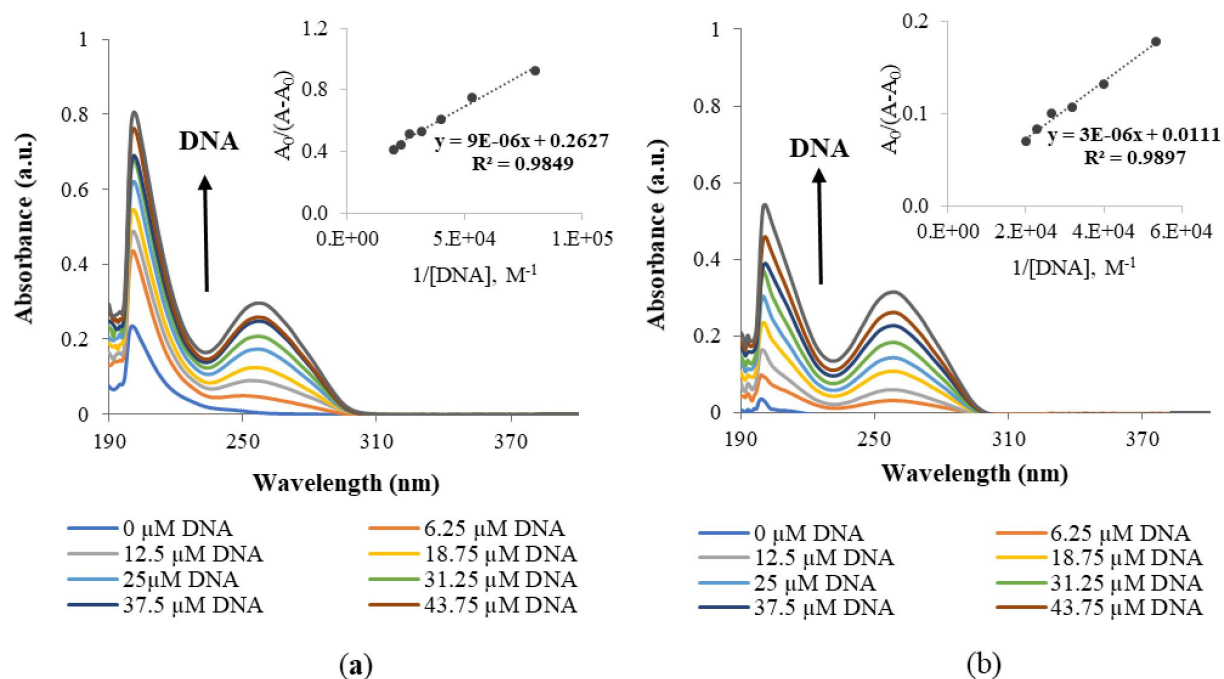 1
0.8
0.6
0.4
0.2
0
190
250
310
370
Absorbance (a.u.)
Wavelength (nm)
DNA
1.2
0.8
0.4
0.0
0.E+00
5.E+04
1.E+05
A0/(A-A0)
1/[DNA], M-1
y = 9E-06x + 0.2627
R² = 0.9849
0 µM DNA
6.25 µM DNA
12.5 µM DNA
18.75 µM DNA
25µM DNA
31.25 µM DNA
37.5 µM DNA
43.75 µM DNA
(a)
1
0.8
0.6
0.4
0.2
0
190
250
310
370
Absorbance (a.u.)
Wavelength (nm)
DNA
0.2
0.1
0.0
0.E+00
2.E+04
4.E+04
6.E+04
A0/(A-A0)
1/[DNA], M-1
y = 3E-06x + 0.0111
R² = 0.9897
0 µM DNA
6.25 µM DNA
12.5 µM DNA
18.75 µM DNA
25 µM DNA
31.25 µM DNA
37.5 µM DNA
43.75 µM DNA
(b)